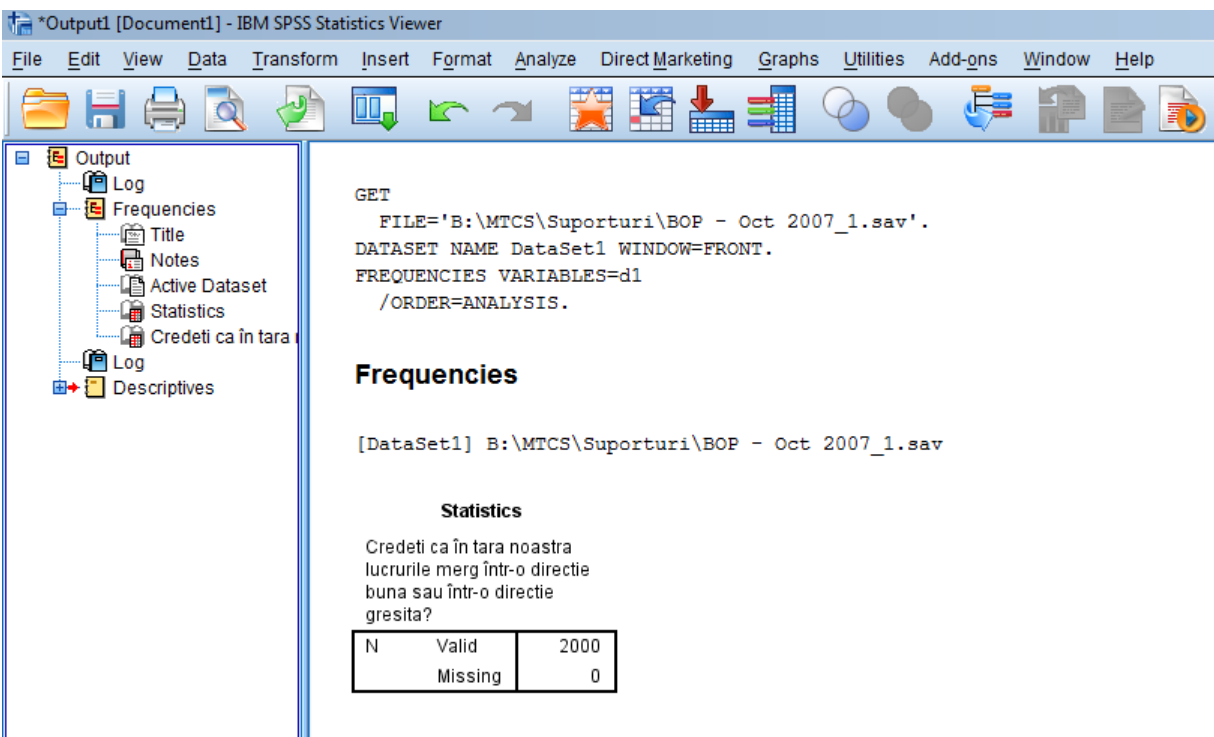 *Output1 [Document1] - IBM SPSS Statistics Viewer
File Edit View Data Transform Insert Format Analyze Direct Marketing Graphs Utilities Add-ons Window Help
Output
Log
Frequencies
Title
Notes
Active Dataset
Statistics
Credeti ca în tara
Log
Descriptives
GET
FILE='B:\MTCS\Suporturi\BOP - Oct 2007_1.sav'.
DATASET NAME DataSet1 WINDOW=FRONT.
FREQUENCIES VARIABLES=d1
/ORDER=ANALYSIS.
Frequencies
[DataSet1] B:\MTCS\Suporturi\BOP - Oct 2007_1.sav
Statistics
Credeti ca în tara noastra
lucrurile merg într-o directie
buna sau într-o directie
gresita?
N Valid 2000
Missing 0